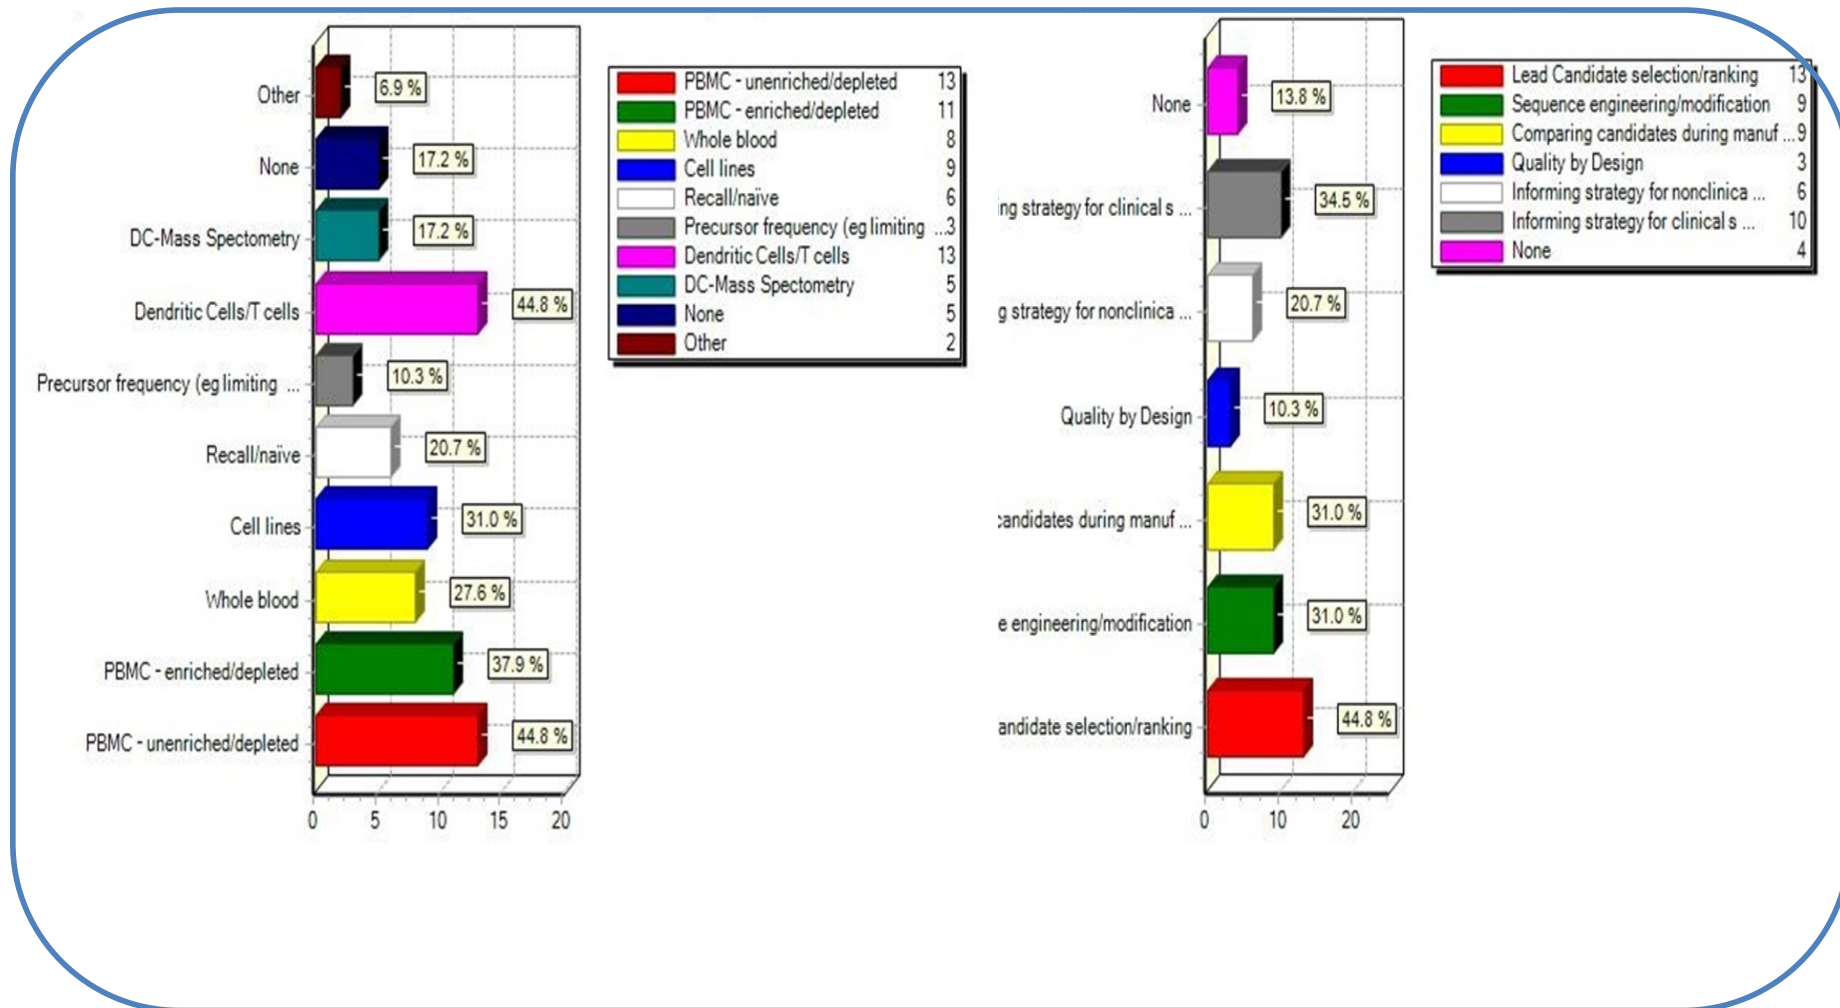 Other
6.9 %
None
17.2 %
DC-Mass Spectometry
17.2 %
Dendritic Cells/T cells
44.8 %
Precursor frequency (eg limiting ...
10.3 %
Recall/naïve
20.7 %
Cell lines
31.0 %
Whole blood
27.6 %
PBMC - enriched/depleted
37.9 %
PBMC - unenriched/depleted
44.8 %
0 5 10 15 20
PBMC - unenriched/depleted 13
PBMC - enriched/depleted 11
Whole blood 8
Cell lines 9
Recall/naïve 6
Precursor frequency (eg limiting ...3
Dendritic Cells/T cells 13
DC-Mass Spectometry 5
None 5
Other 2
None
13.8 %
ing strategy for clinical s ...
34.5 %
g strategy for nonclinica ...
20.7 %
Quality by Design
10.3 %
candidates during manuf ...
31.0 %
e engineering/modification
31.0 %
andidate selection/ranking
44.8 %
0 10 20
Lead Candidate selection/ranking 13
Sequence engineering/modification 9
Comparing candidates during manuf ...9
Quality by Design 3
Informing strategy for nonclinica ... 6
Informing strategy for clinical s ... 10
None 4